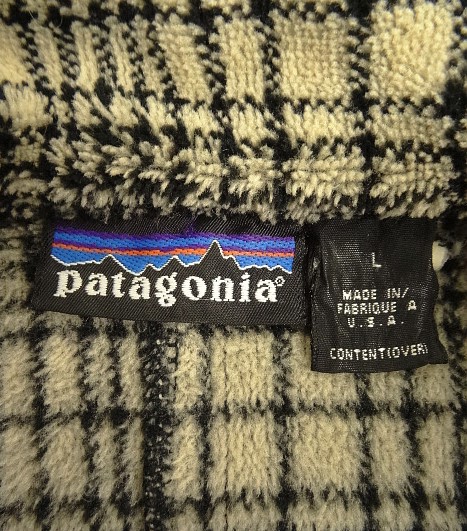 patagonia®
L
MADE IN/
FABRIQUE A
U.S.A.
CONTENT(OVER)